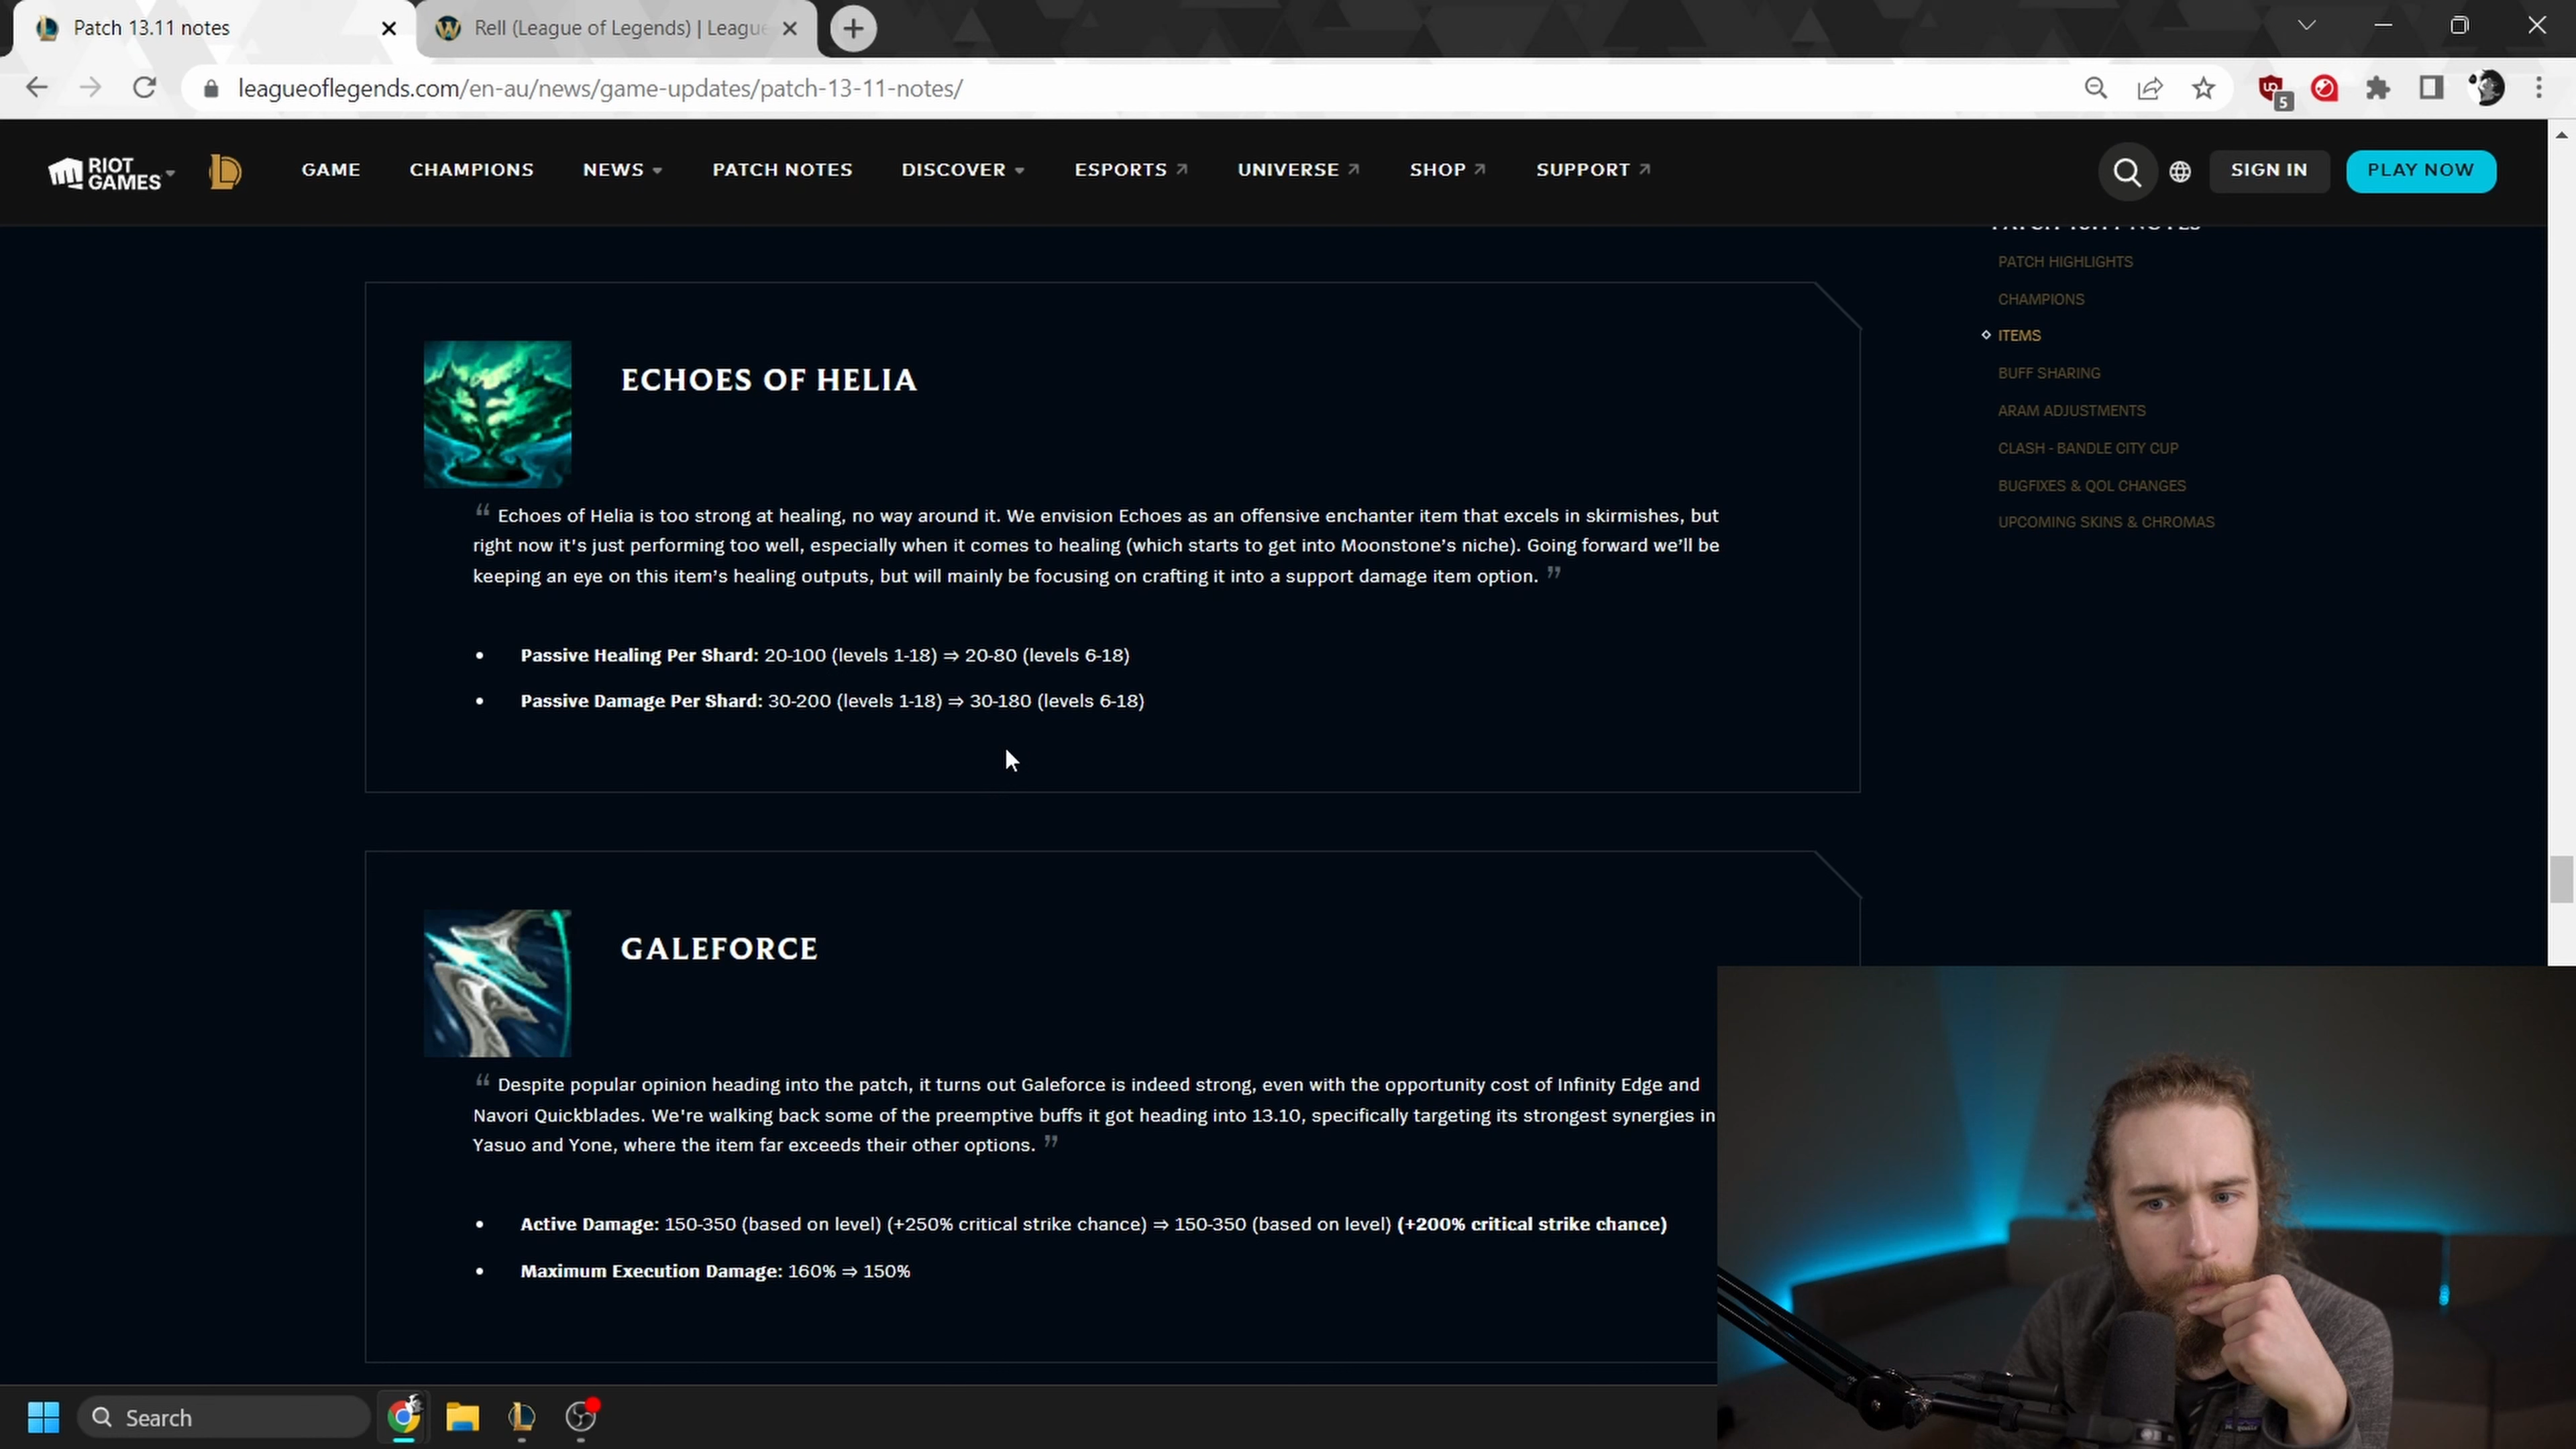 Patch 13.11 notes
Rell (League of Legends) | League
leagueoflegends.com/en-au/news/game-updates/patch-13-11-notes/
5
RIOT GAMES
GAME
CHAMPIONS
NEWS
PATCH NOTES
DISCOVER
ESPORTS
UNIVERSE
SHOP
SUPPORT
SIGN IN
PLAY NOW
PATCH 13.11 NOTES
PATCH HIGHLIGHTS
CHAMPIONS
ITEMS
BUFF SHARING
ARAM ADJUSTMENTS
CLASH - BANDLE CITY CUP
BUGFIXES & QOL CHANGES
UPCOMING SKINS & CHROMAS
ECHOES OF HELIA
“ Echoes of Helia is too strong at healing, no way around it. We envision Echoes as an offensive enchanter item that excels in skirmishes, but
right now it's just performing too well, especially when it comes to healing (which starts to get into Moonstone’s niche). Going forward we’ll be
keeping an eye on this item’s healing outputs, but will mainly be focusing on crafting it into a support damage item option. ”
• Passive Healing Per Shard: 20-100 (levels 1-18) ⇒ 20-80 (levels 6-18)
• Passive Damage Per Shard: 30-200 (levels 1-18) ⇒ 30-180 (levels 6-18)
GALEFORCE
“ Despite popular opinion heading into the patch, it turns out Galeforce is indeed strong, even with the opportunity cost of Infinity Edge and
Navori Quickblades. We're walking back some of the preemptive buffs it got heading into 13.10, specifically targeting its strongest synergies in
Yasuo and Yone, where the item far exceeds their other options. ”
• Active Damage: 150-350 (based on level) (+250% critical strike chance) ⇒ 150-350 (based on level) (+200% critical strike chance)
• Maximum Execution Damage: 160% ⇒ 150%
Search